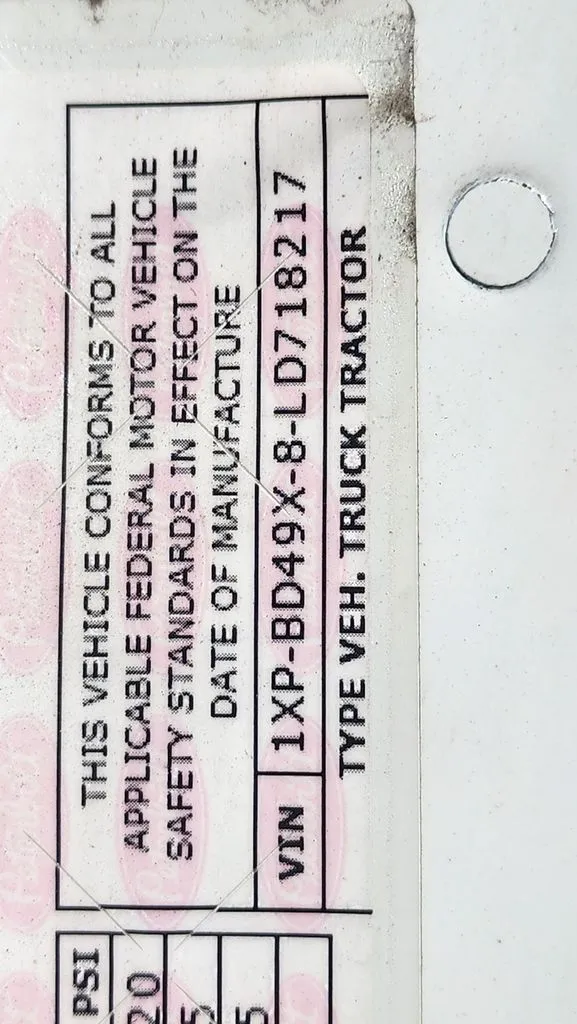 THIS VEHICLE CONFORMS TO ALL
APPLICABLE FEDERAL MOTOR VEHICLE
SAFETY STANDARDS IN EFFECT ON THE
DATE OF MANUFACTURE
VIN 1XP-BD49X-8-LD718217
TYPE VEH. TRUCK TRACTOR
PSI